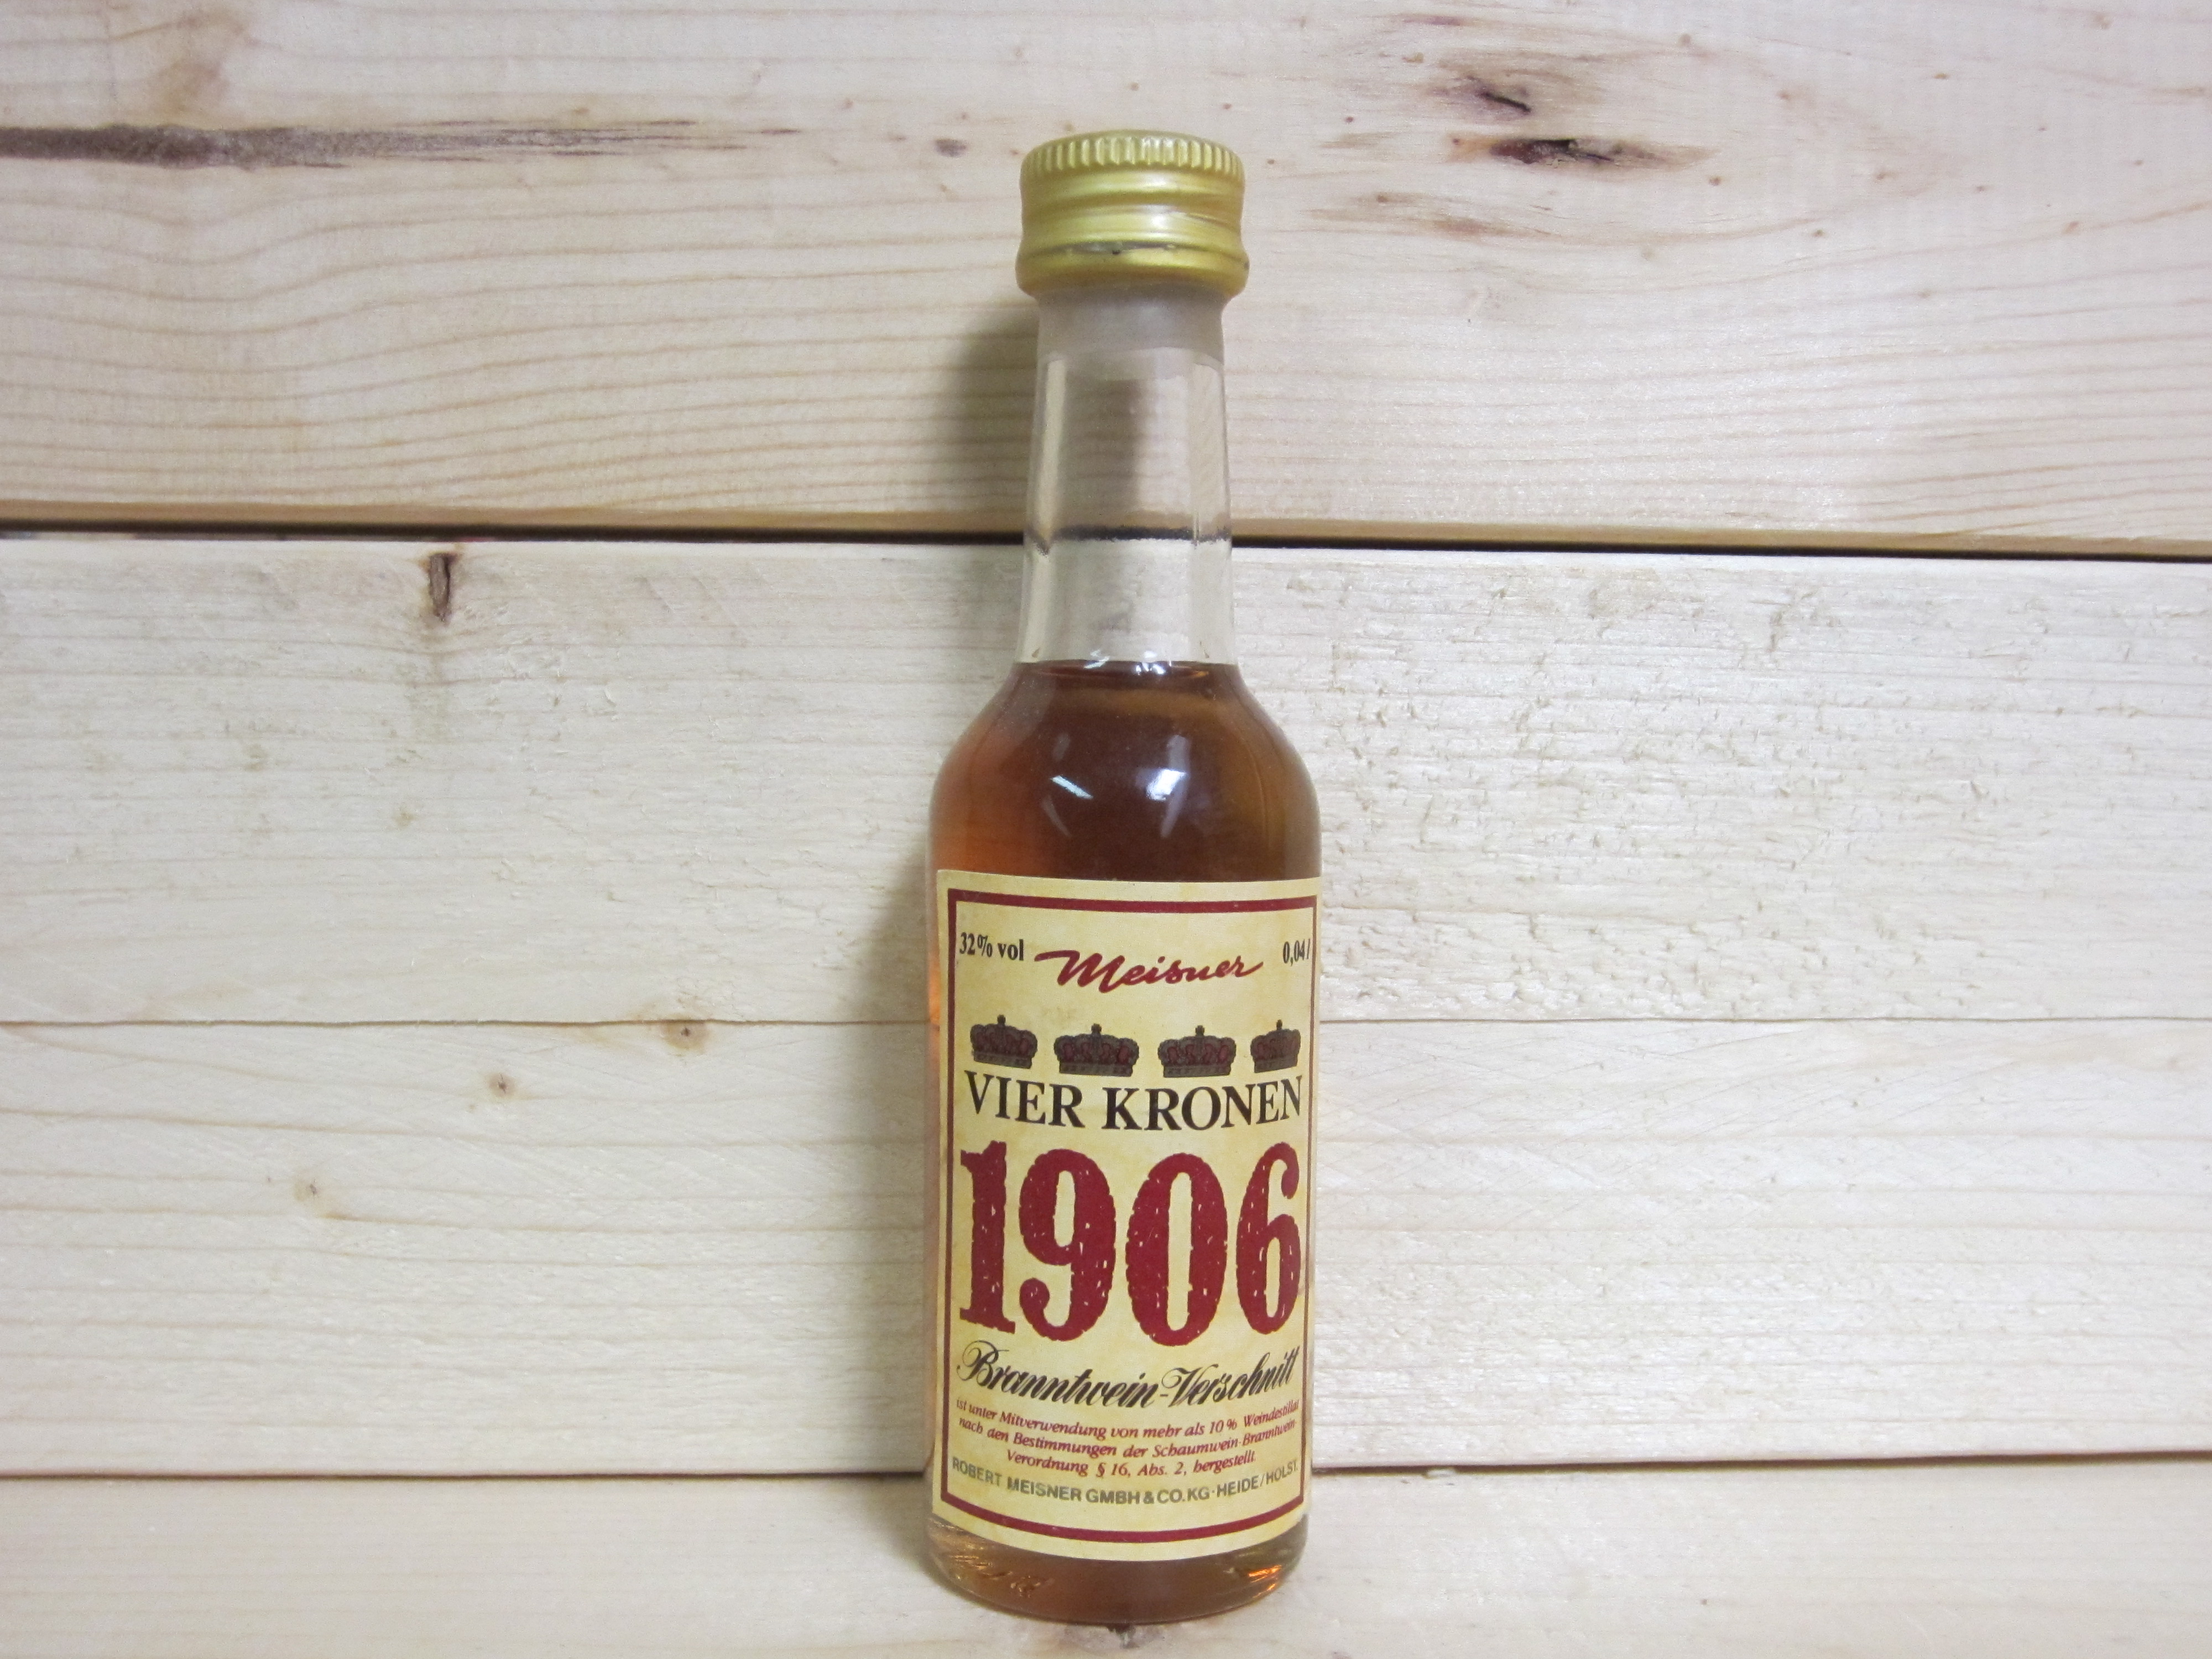 32% vol Meisner 0,04 l
VIER KRONEN
1906
Branntwein-Verschnitt
ist unter Mitverwendung von mehr als 10% Weindestillat
nach den Bestimmungen der Schaumwein-Branntwein-
Verordnung § 16, Abs. 2, hergestellt.
ROBERT MEISNER GMBH & CO. KG · HEIDE/HOLST.